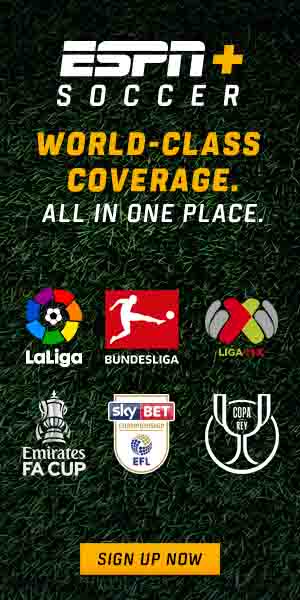 ESPN+
SOCCER
WORLD-CLASS
COVERAGE.
ALL IN ONE PLACE.
LaLiga
BUNDESLIGA
LIGA MX
Emirates
FA CUP
sky BET
CHAMPIONSHIP
EFL
COPA
REY
SIGN UP NOW